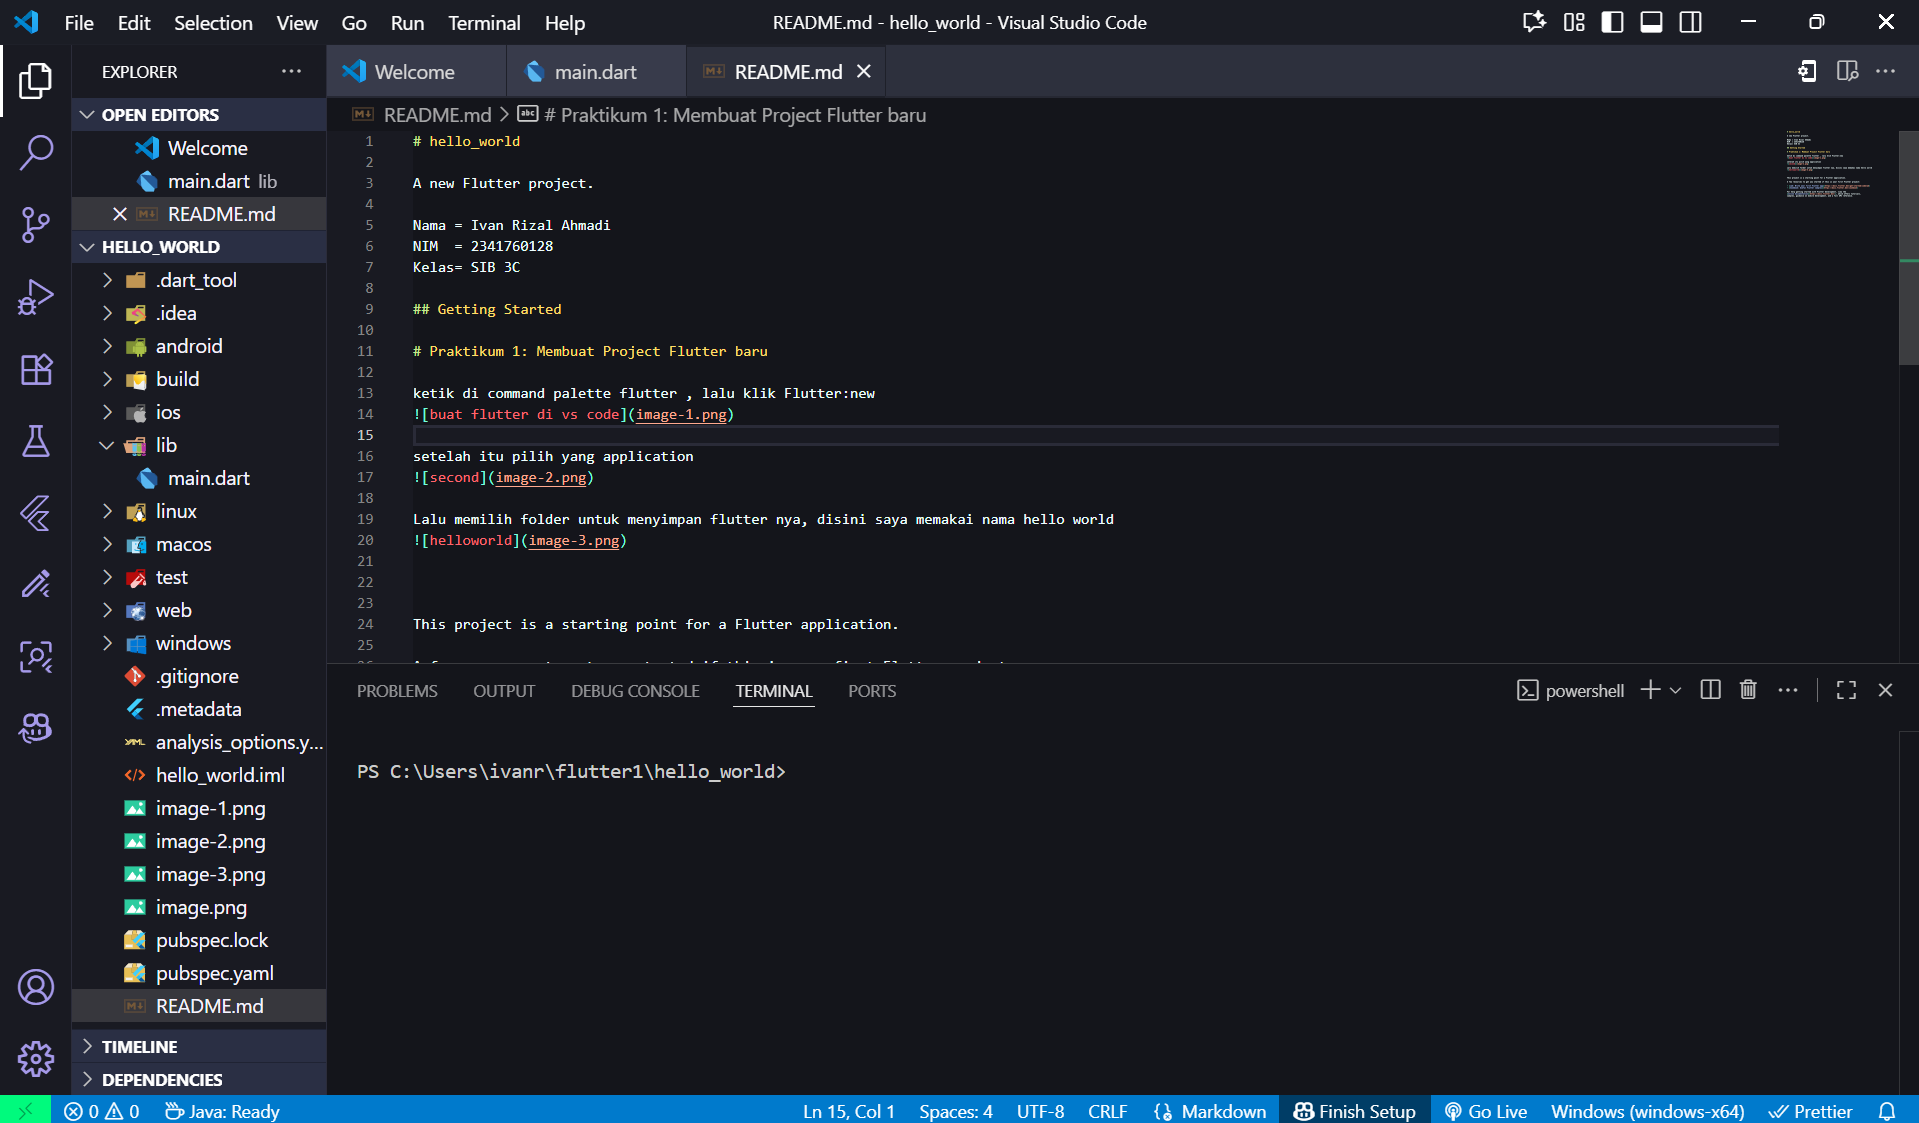 File Edit Selection View Go Run Terminal Help
README.md - hello_world - Visual Studio Code
EXPLORER
OPEN EDITORS
Welcome
main.dart lib
README.md
HELLO_WORLD
.dart_tool
.idea
android
build
ios
lib
main.dart
linux
macos
test
web
windows
.gitignore
.metadata
analysis_options.y...
hello_world.iml
image-1.png
image-2.png
image-3.png
image.png
pubspec.lock
pubspec.yaml
README.md
TIMELINE
DEPENDENCIES
Welcome main.dart README.md
README.md > # Praktikum 1: Membuat Project Flutter baru
1 # hello_world
2
3 A new Flutter project.
4
5 Nama = Ivan Rizal Ahmadi
6 NIM  = 2341760128
7 Kelas= SIB 3C
8
9 ## Getting Started
10
11 # Praktikum 1: Membuat Project Flutter baru
12
13 ketik di command palette flutter , lalu klik Flutter:new
14 ![buat flutter di vs code](image-1.png)
15
16 setelah itu pilih yang application
17 ![second](image-2.png)
18
19 Lalu memilih folder untuk menyimpan flutter nya, disini saya memakai nama hello world
20 ![helloworld](image-3.png)
21
22
23
24 This project is a starting point for a Flutter application.
25
PROBLEMS OUTPUT DEBUG CONSOLE TERMINAL PORTS
powershell
PS C:\Users\ivanr\flutter1\hello_world>
0 0 Java: Ready
Ln 15, Col 1 Spaces: 4 UTF-8 CRLF Markdown Finish Setup Go Live Windows (windows-x64) Prettier